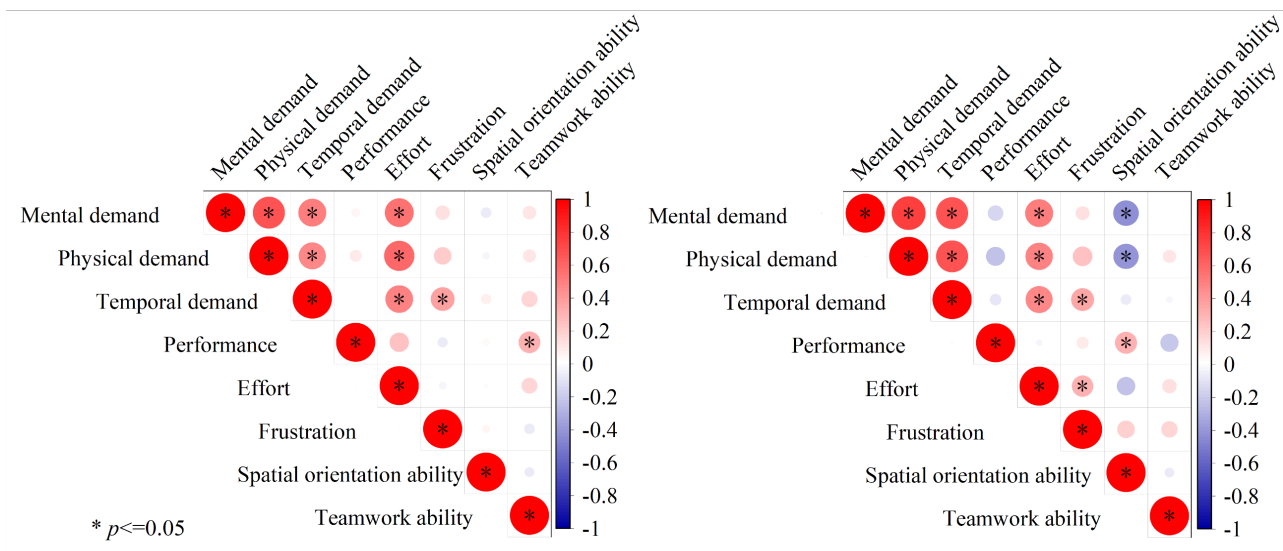 Mental demand
Physical demand
Temporal demand
Performance
Effort
Frustration
Spatial orientation ability
Teamwork ability
Mental demand * * * *
Physical demand * * *
Temporal demand * * *
Performance * *
Effort *
Frustration *
Spatial orientation ability *
Teamwork ability *
1
0.8
0.6
0.4
0.2
0
-0.2
-0.4
-0.6
-0.8
-1
* p<=0.05
Mental demand
Physical demand
Temporal demand
Performance
Effort
Frustration
Spatial orientation ability
Teamwork ability
Mental demand * * * * *
Physical demand * * * *
Temporal demand * * *
Performance * *
Effort * *
Frustration *
Spatial orientation ability *
Teamwork ability *
1
0.8
0.6
0.4
0.2
0
-0.2
-0.4
-0.6
-0.8
-1